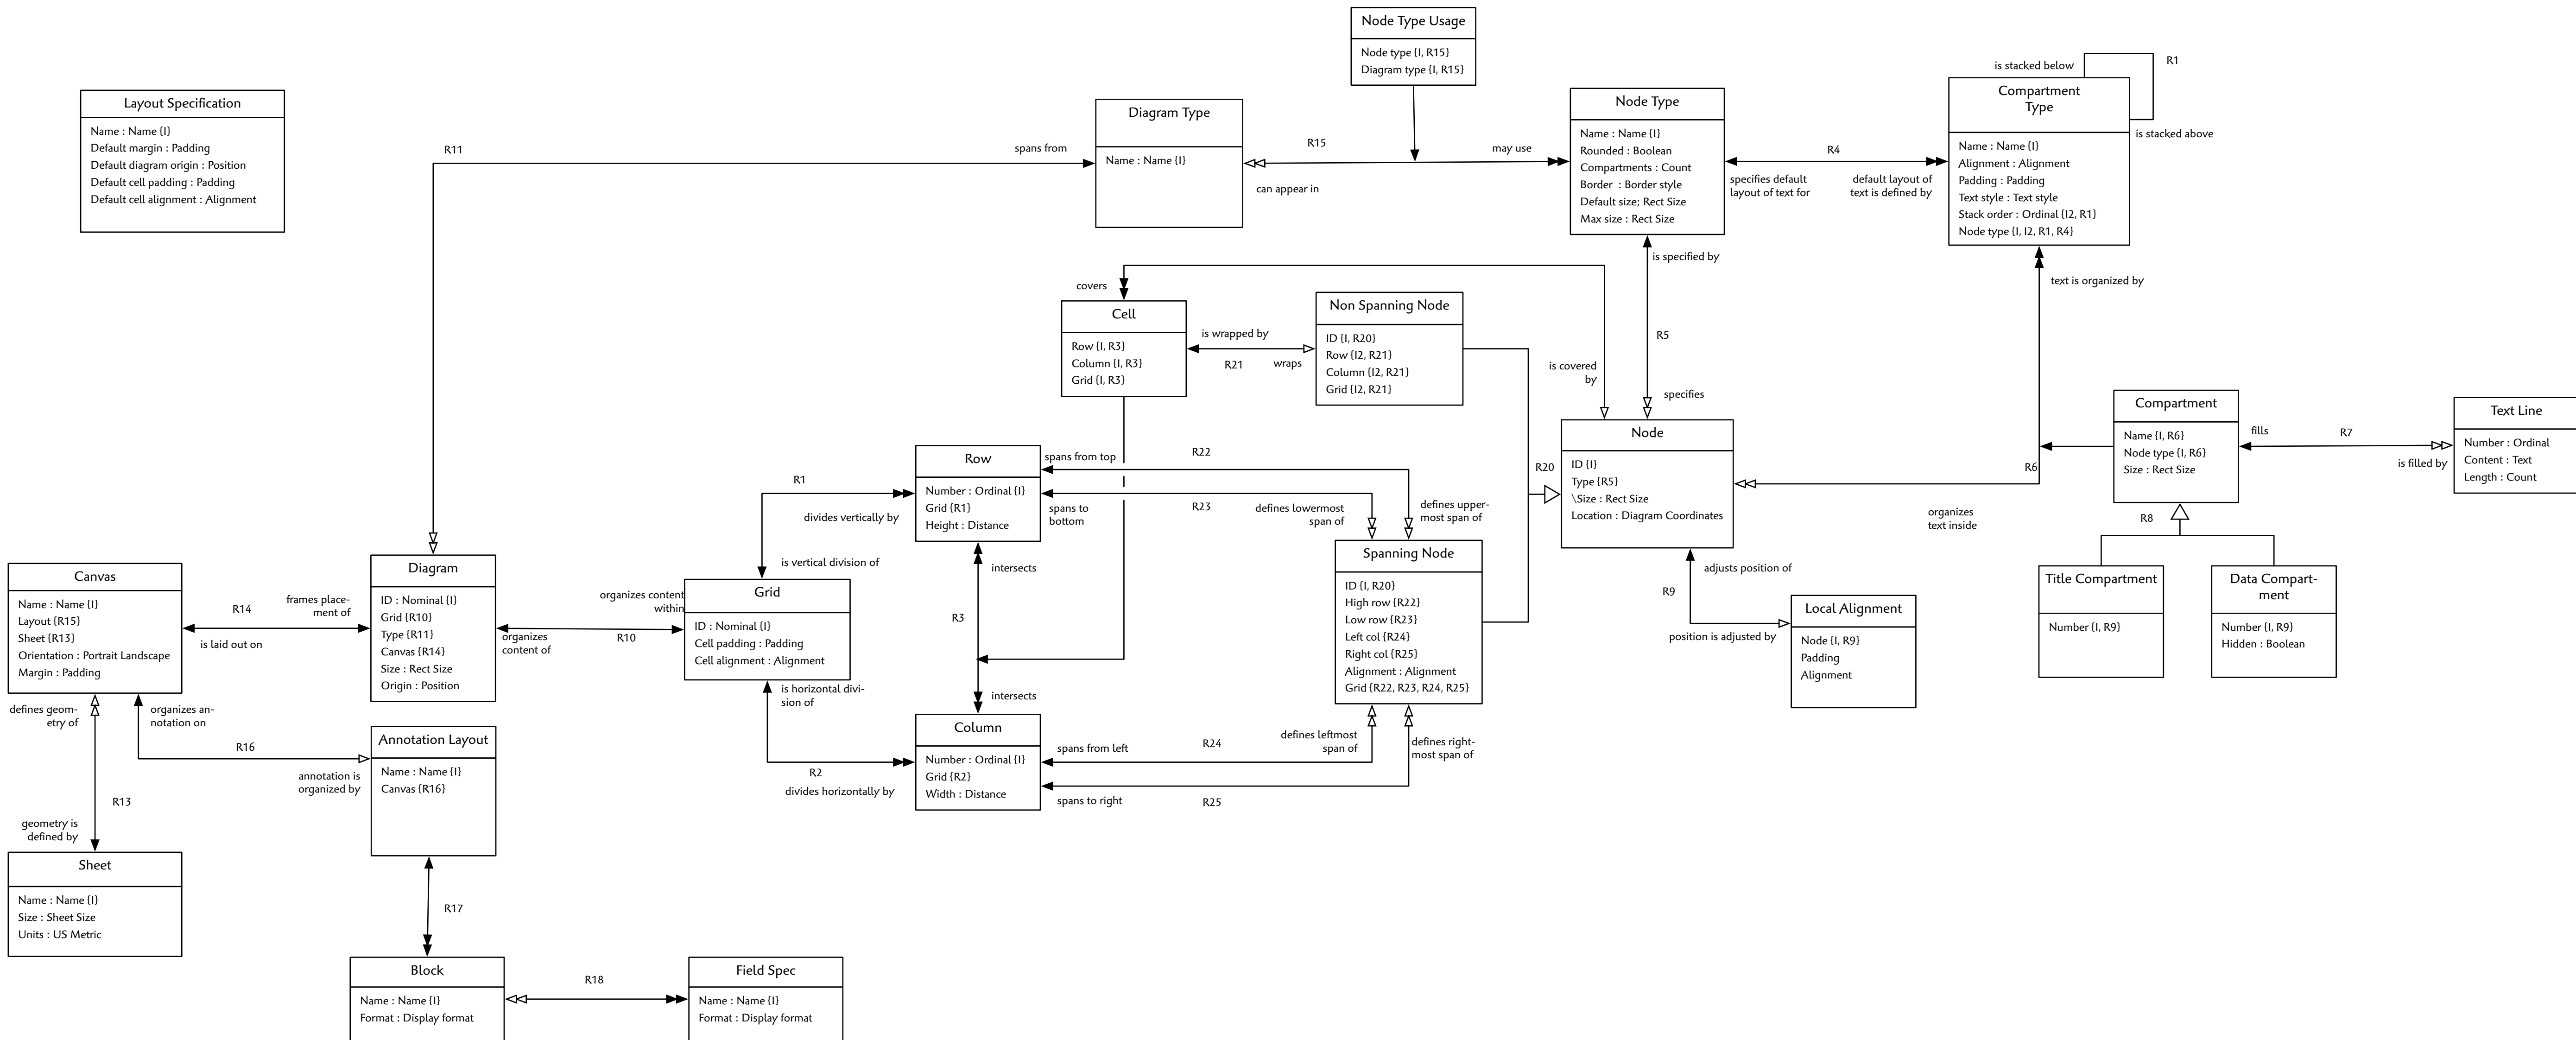 Node Type Usage
Node type {I, R15}
Diagram type {I, R15}
Layout Specification
Name : Name {I}
Default margin : Padding
Default diagram origin : Position
Default cell padding : Padding
Default cell alignment : Alignment
R11
spans from
Diagram Type
Name : Name {I}
R15
can appear in
may use
Node Type
Name : Name {I}
Rounded : Boolean
Compartments : Count
Border : Border style
Default size; Rect Size
Max size : Rect Size
R4
specifies default
layout of text for
default layout of
text is defined by
is stacked below
R1
is stacked above
Compartment
Type
Name : Name {I}
Alignment : Alignment
Padding : Padding
Text style : Text style
Stack order : Ordinal {I2, R1}
Node type {I, I2, R1, R4}
is specified by
R5
specifies
text is organized by
covers
Cell
Row {I, R3}
Column {I, R3}
Grid {I, R3}
is wrapped by
R21
wraps
Non Spanning Node
ID {I, R20}
Row {I2, R21}
Column {I2, R21}
Grid {I2, R21}
is covered
by
R20
Node
ID {I}
Type {R5}
\Size : Rect Size
Location : Diagram Coordinates
R6
organizes
text inside
Compartment
Name {I, R6}
Node type {I, R6}
Size : Rect Size
fills
R7
is filled by
Text Line
Number : Ordinal
Content : Text
Length : Count
R8
Title Compartment
Number {I, R9}
Data Compart-
ment
Number {I, R9}
Hidden : Boolean
adjusts position of
R9
position is adjusted by
Local Alignment
Node {I, R9}
Padding
Alignment
Row
Number : Ordinal {I}
Grid {R1}
Height : Distance
spans from top
R22
defines upper-
most span of
spans to
bottom
R23
defines lowermost
span of
R1
divides vertically by
is vertical division of
intersects
R3
intersects
Spanning Node
ID {I, R20}
High row {R22}
Low row {R23}
Left col {R24}
Right col {R25}
Alignment : Alignment
Grid {R22, R23, R24, R25}
Canvas
Name : Name {I}
Layout {R15}
Sheet {R13}
Orientation : Portrait Landscape
Margin : Padding
R14
frames place-
ment of
is laid out on
Diagram
ID : Nominal {I}
Grid {R10}
Type {R11}
Canvas {R14}
Size : Rect Size
Origin : Position
organizes content
within
organizes
content of
R10
Grid
ID : Nominal {I}
Cell padding : Padding
Cell alignment : Alignment
is horizontal divi-
sion of
R2
divides horizontally by
Column
Number : Ordinal {I}
Grid {R2}
Width : Distance
spans from left
R24
defines leftmost
span of
spans to right
R25
defines right-
most span of
defines geom-
etry of
organizes an-
notation on
R16
annotation is
organized by
Annotation Layout
Name : Name {I}
Canvas {R16}
R13
geometry is
defined by
Sheet
Name : Name {I}
Size : Sheet Size
Units : US Metric
R17
Block
Name : Name {I}
Format : Display format
R18
Field Spec
Name : Name {I}
Format : Display format